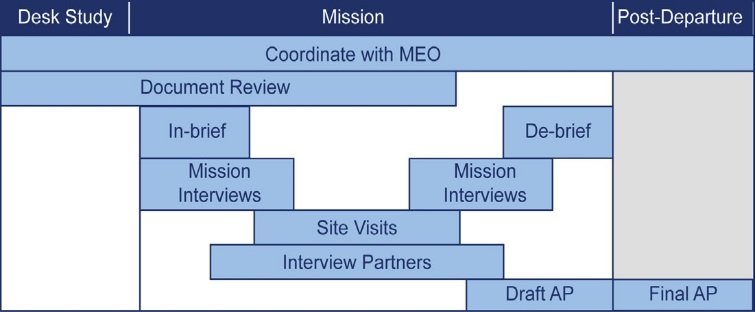 Desk Study
Mission
Post-Departure
Coordinate with MEO
Document Review
In-brief
De-brief
Mission
Interviews
Mission
Interviews
Site Visits
Interview Partners
Draft AP
Final AP